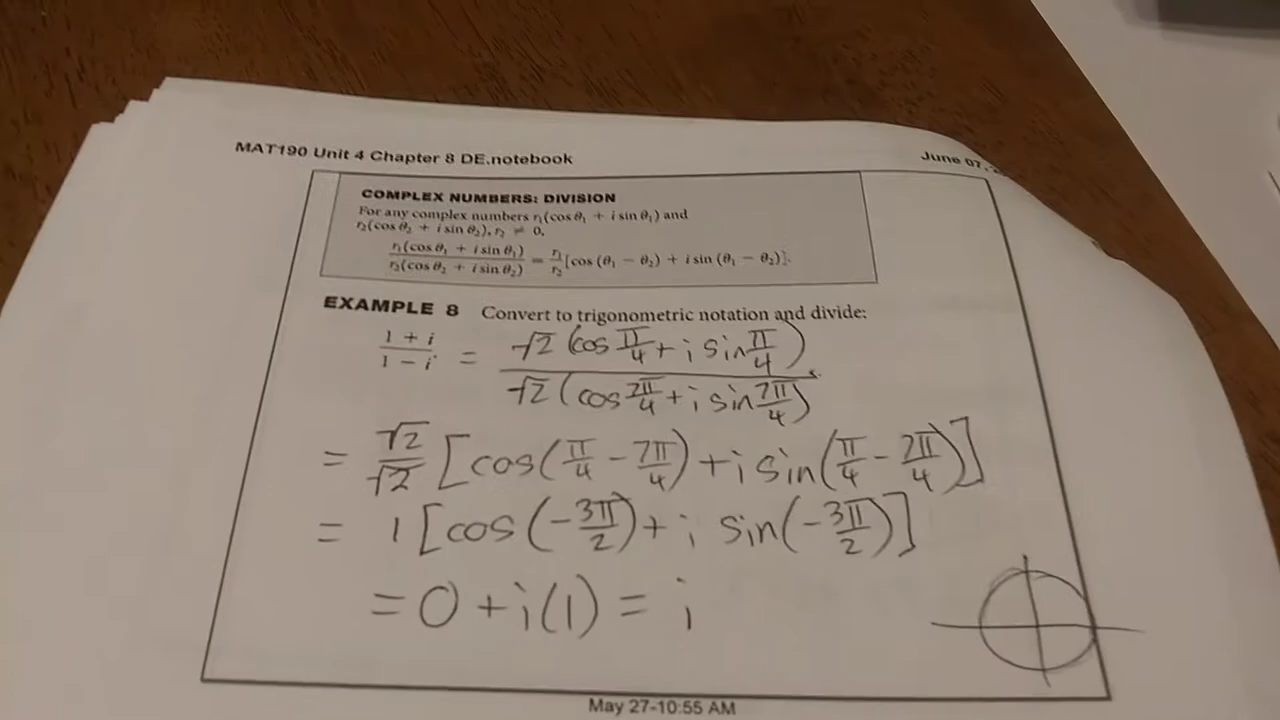 MAT190 Unit 4 Chapter 8 DE.notebook June 07,
COMPLEX NUMBERS: DIVISION
For any complex numbers r₁(cos θ₁ + i sin θ₁) and
r₂(cos θ₂ + i sin θ₂), r₂ ≠ 0,
r₁(cos θ₁ + i sin θ₁)/r₂(cos θ₂ + i sin θ₂) = r₁/r₂[cos (θ₁ − θ₂) + i sin (θ₁ − θ₂)].
EXAMPLE 8 Convert to trigonometric notation and divide:
(1 + i)/(1 − i) = √2 (cos π/4 + i sin π/4)/√2 (cos 7π/4 + i sin 7π/4)
= √2/√2 [cos(π/4 − 7π/4) + i sin(π/4 − 7π/4)]
= 1 [cos(−3π/2) + i sin(−3π/2)]
= 0 + i(1) = i
May 27-10:55 AM